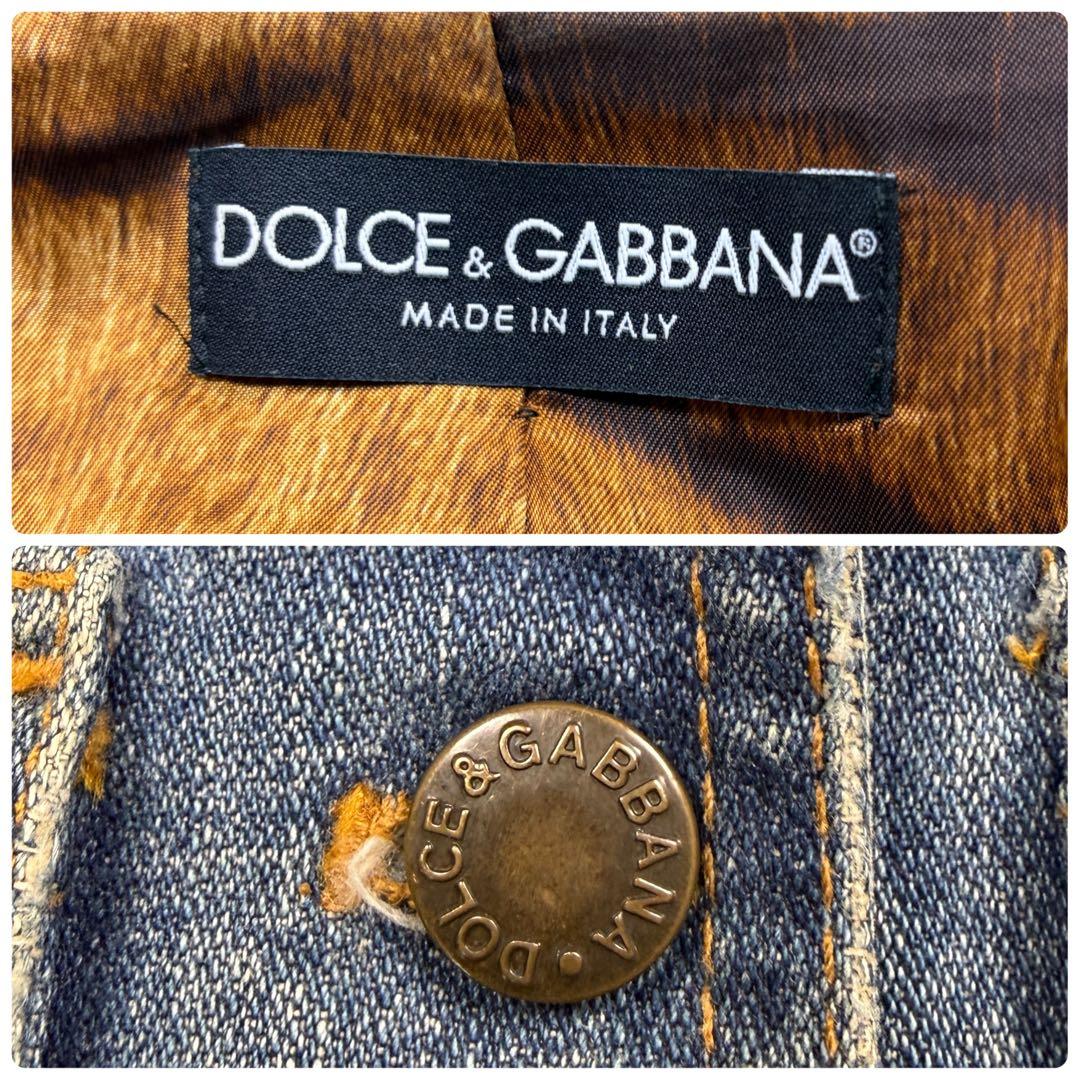 DOLCE & GABBANA®
MADE IN ITALY
DOLCE & GABBANA •